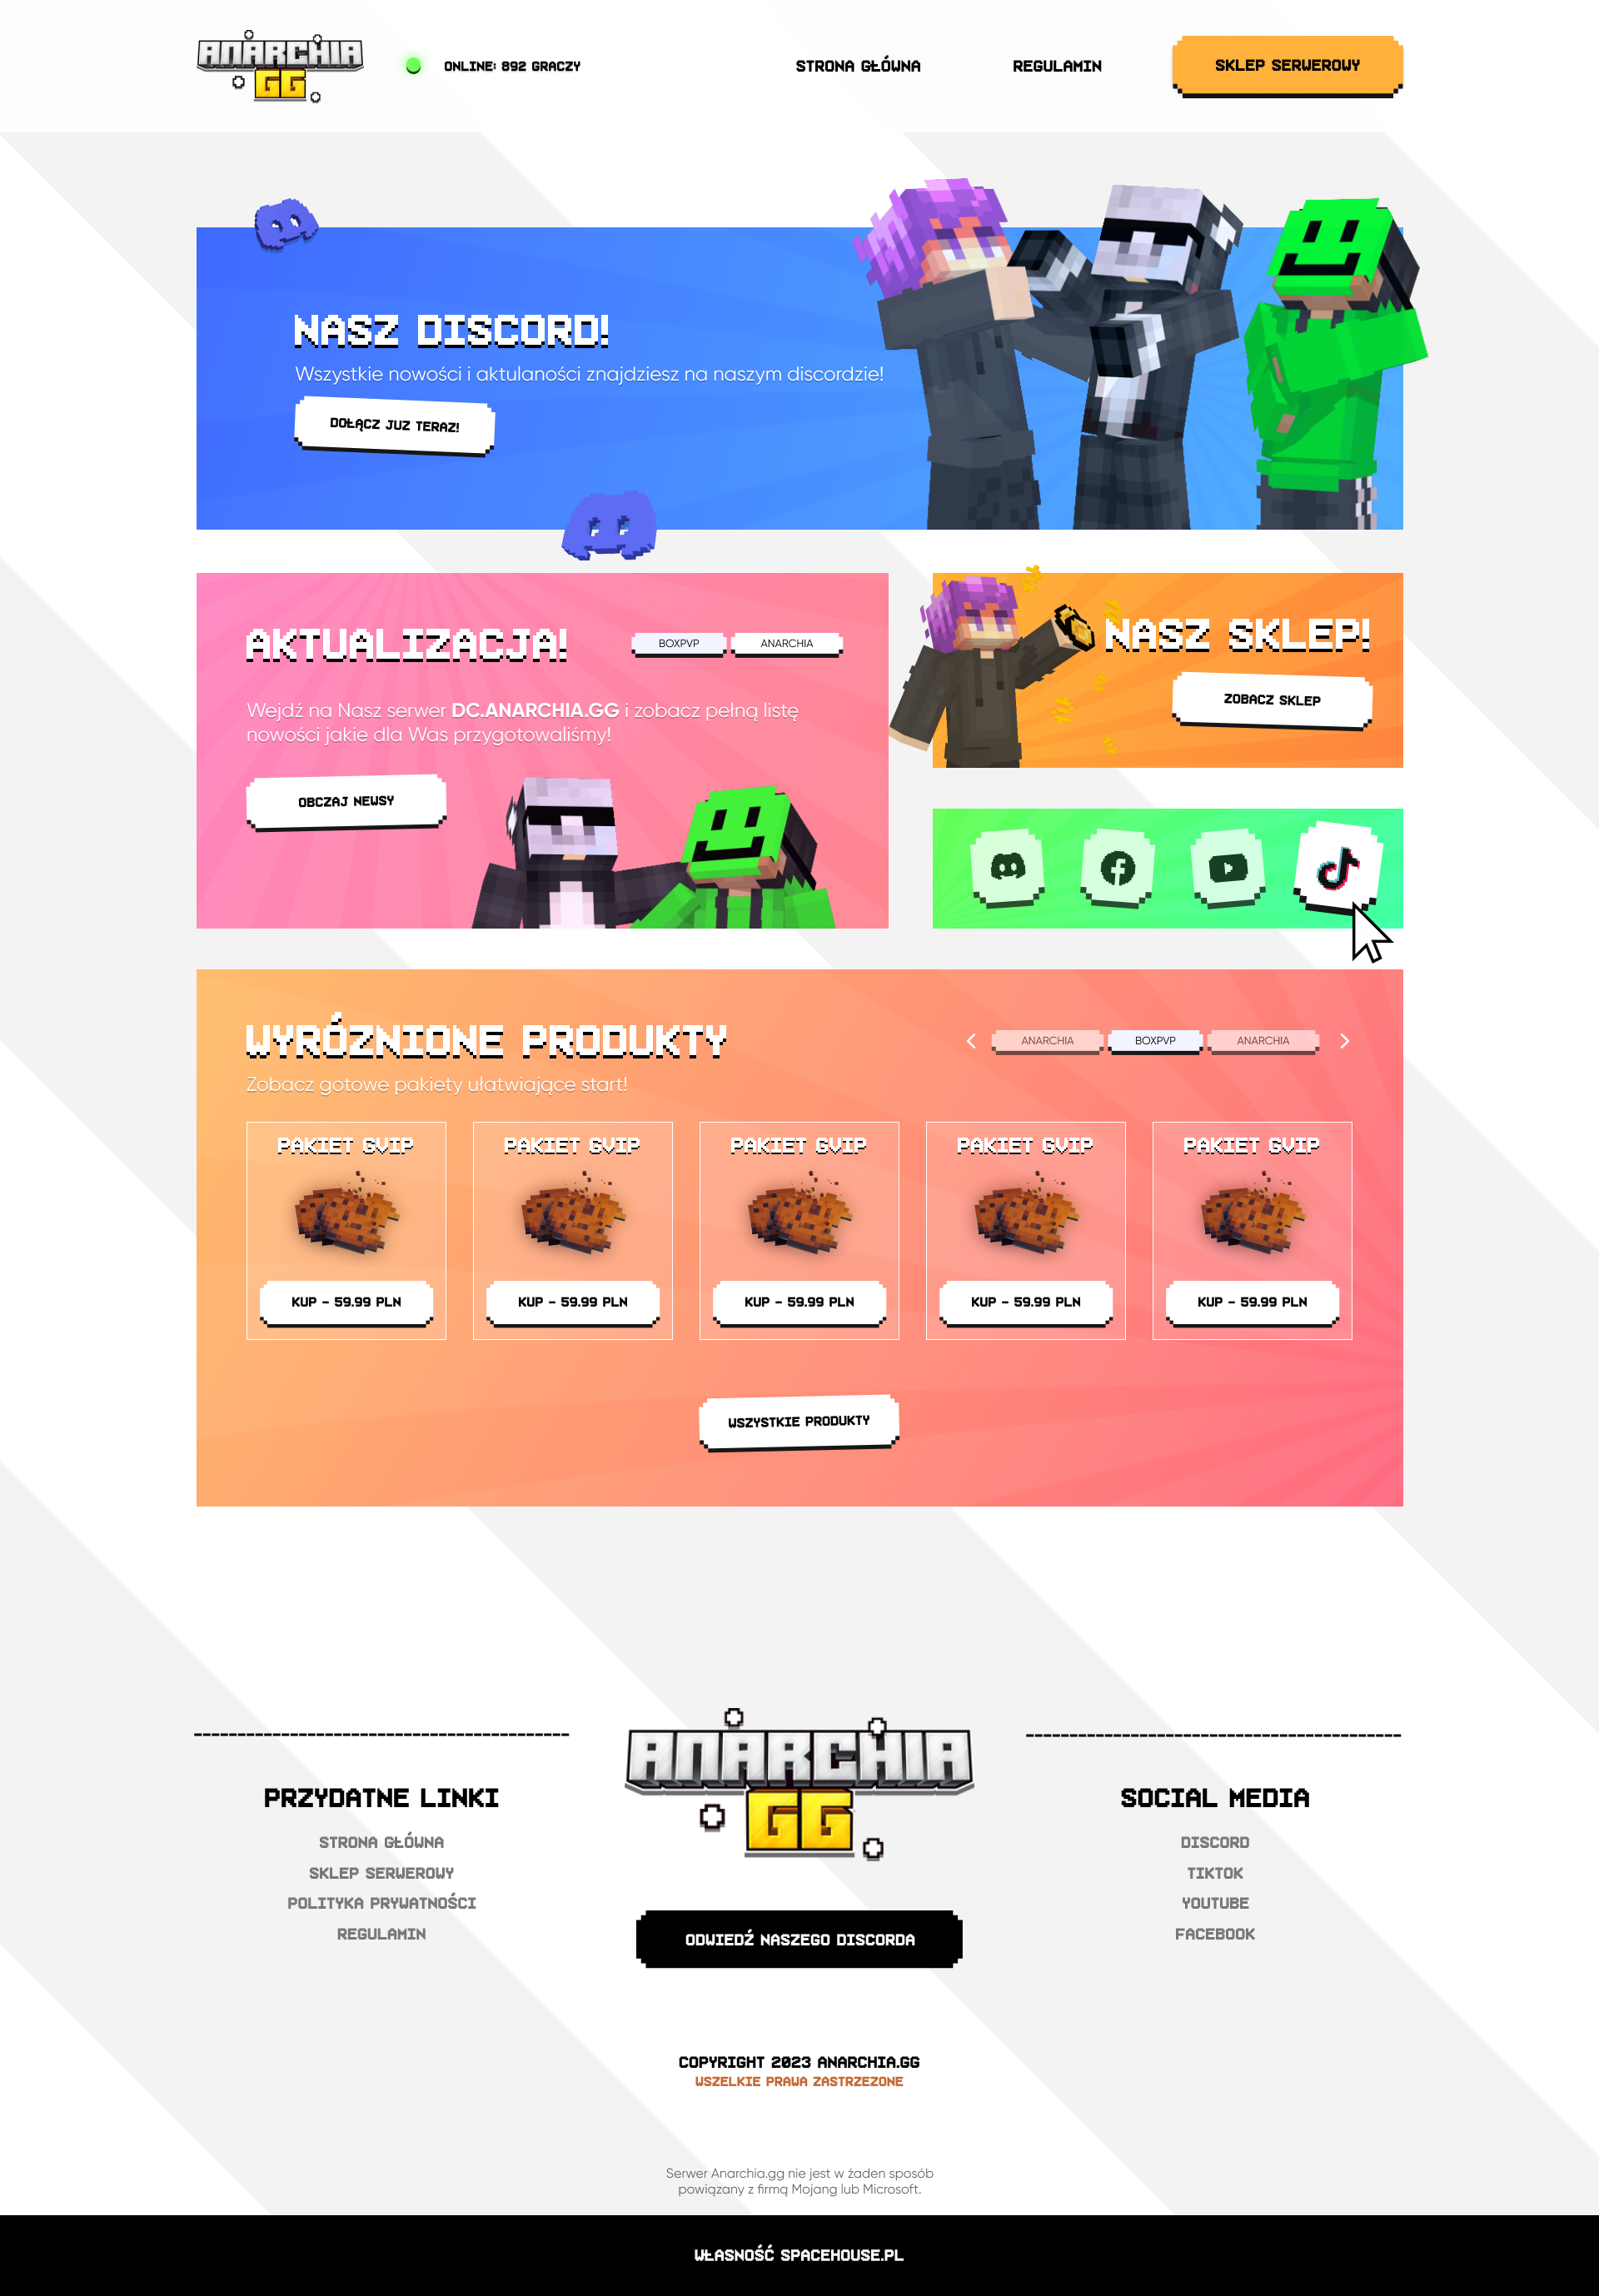 ANARCHIA
GG
ONLINE: 892 GRACZY
STRONA GŁÓWNA
REGULAMIN
SKLEP SERWEROWY
NASZ DISCORD!
Wszystkie nowości i aktulaności znajdziesz na naszym discordzie!
DOŁĄCZ JUZ TERAZ!
AKTUALIZACJA!
BOXPVP
ANARCHIA
Wejdź na Nasz serwer DC.ANARCHIA.GG i zobacz pełną listę
nowości jakie dla Was przygotowaliśmy!
OBCZAJ NEWSY
NASZ SKLEP!
ZOBACZ SKLEP
WYRÓZNIONE PRODUKTY
ANARCHIA
BOXPVP
ANARCHIA
Zobacz gotowe pakiety ułatwiające start!
PAKIET GVIP
PAKIET GVIP
PAKIET GVIP
PAKIET GVIP
PAKIET GVIP
KUP - 59.99 PLN
KUP - 59.99 PLN
KUP - 59.99 PLN
KUP - 59.99 PLN
KUP - 59.99 PLN
WSZYSTKIE PRODUKTY
ANARCHIA
GG
PRZYDATNE LINKI
STRONA GŁÓWNA
SKLEP SERWEROWY
POLITYKA PRYWATNOŚCI
REGULAMIN
SOCIAL MEDIA
DISCORD
TIKTOK
YOUTUBE
FACEBOOK
ODWIEDŹ NASZEGO DISCORDA
COPYRIGHT 2023 ANARCHIA.GG
WSZELKIE PRAWA ZASTRZEZONE
Serwer Anarchia.gg nie jest w żaden sposób
powiązany z firmą Mojang lub Microsoft.
WŁASNOŚĆ SPACEHOUSE.PL